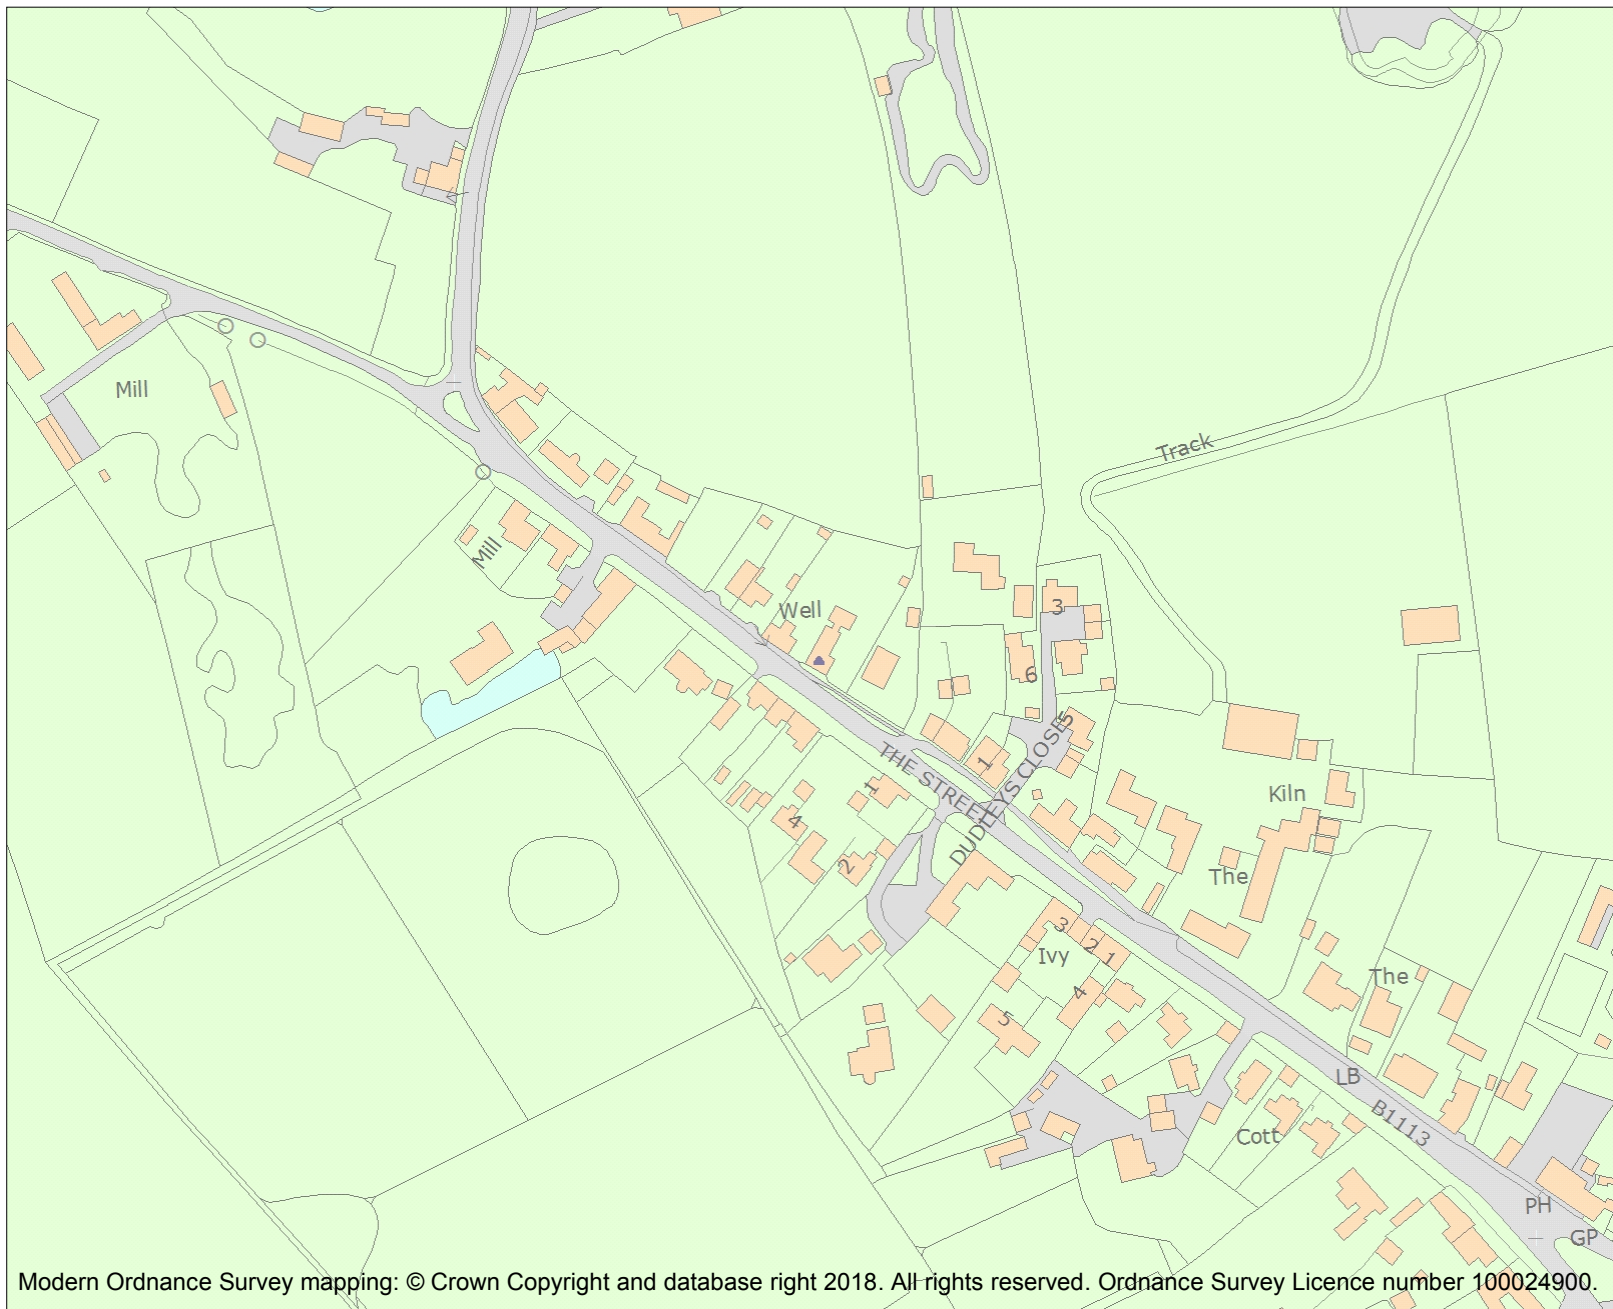 Mill
Track
Mill
Well
3
6
5
THE STREET
DUDLEYS CLOSE
1
1
4
2
Kiln
The
3
2
1
Ivy
4
5
The
LB
B1113
Cott
PH
GP
Modern Ordnance Survey mapping: © Crown Copyright and database right 2018. All rights reserved. Ordnance Survey Licence number 100024900.